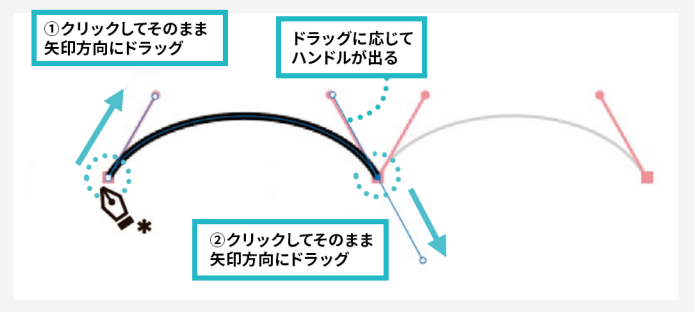 ①クリックしてそのまま
矢印方向にドラッグ
ドラッグに応じて
ハンドルが出る
②クリックしてそのまま
矢印方向にドラッグ